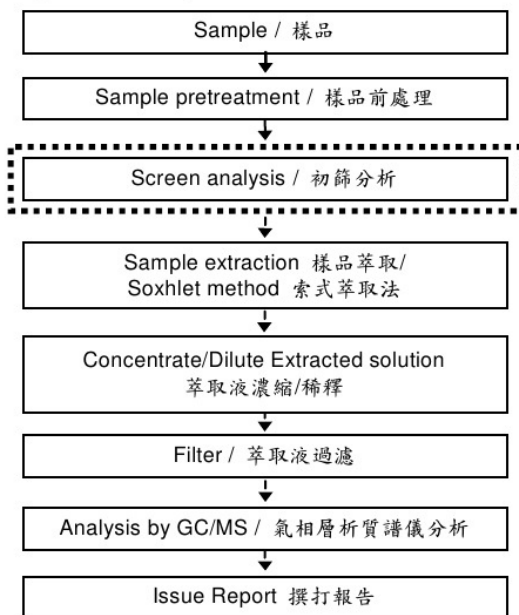 Sample / 樣品
Sample pretreatment / 樣品前處理
Screen analysis / 初篩分析
Sample extraction 樣品萃取/
Soxhlet method 索式萃取法
Concentrate/Dilute Extracted solution
萃取液濃縮/稀釋
Filter / 萃取液過濾
Analysis by GC/MS / 氣相層析質譜儀分析
Issue Report 撰打報告